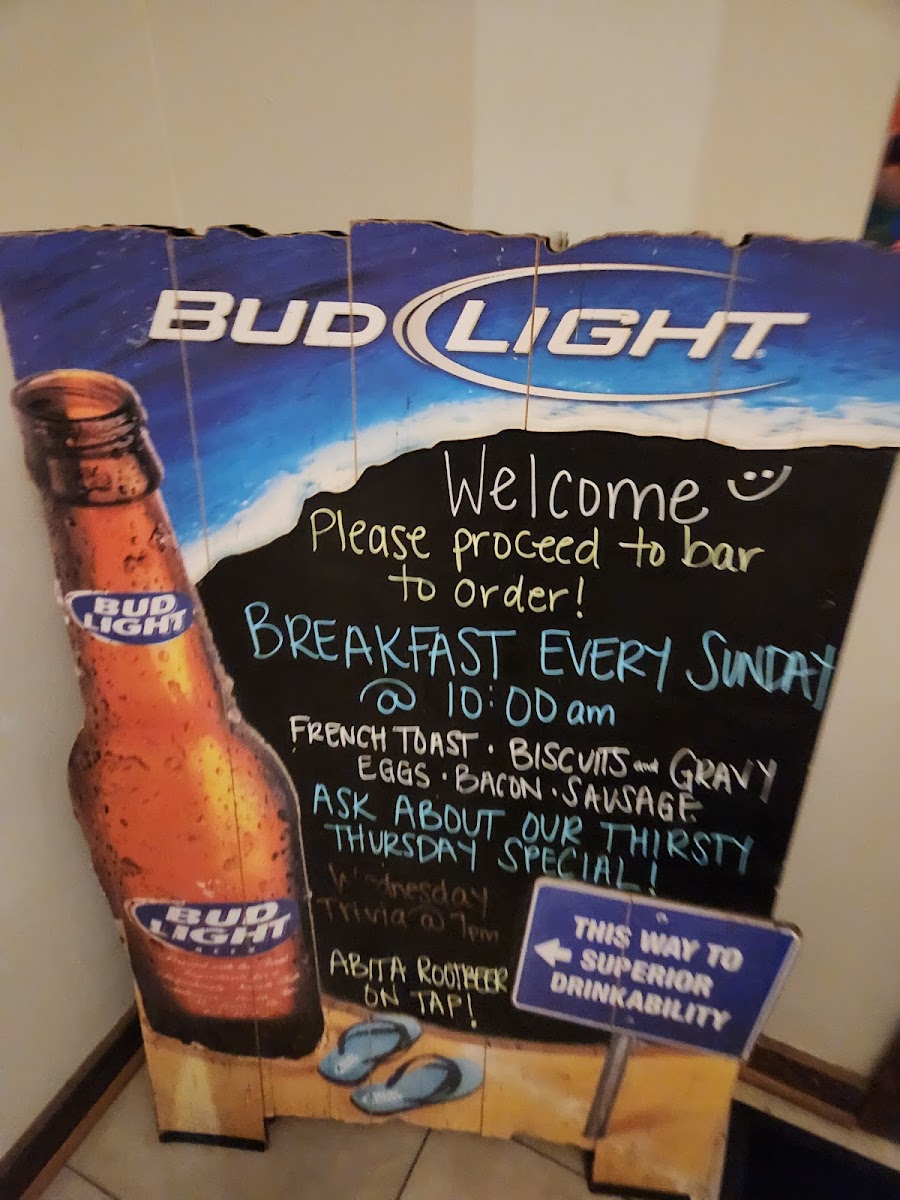 BUD LIGHT
Welcome
Please proceed to bar
to order!
BREAKFAST EVERY SUNDAY
@ 10:00 am
FRENCH TOAST · BISCUITS and GRAVY
EGGS · BACON · SAUSAGE
ASK ABOUT OUR THIRSTY
THURSDAY SPECIAL!
Wednesday
Trivia @ 7pm
ABITA ROOTBEER
ON TAP!
THIS WAY TO
SUPERIOR
DRINKABILITY
BUD
LIGHT
BUD
LIGHT
BEER